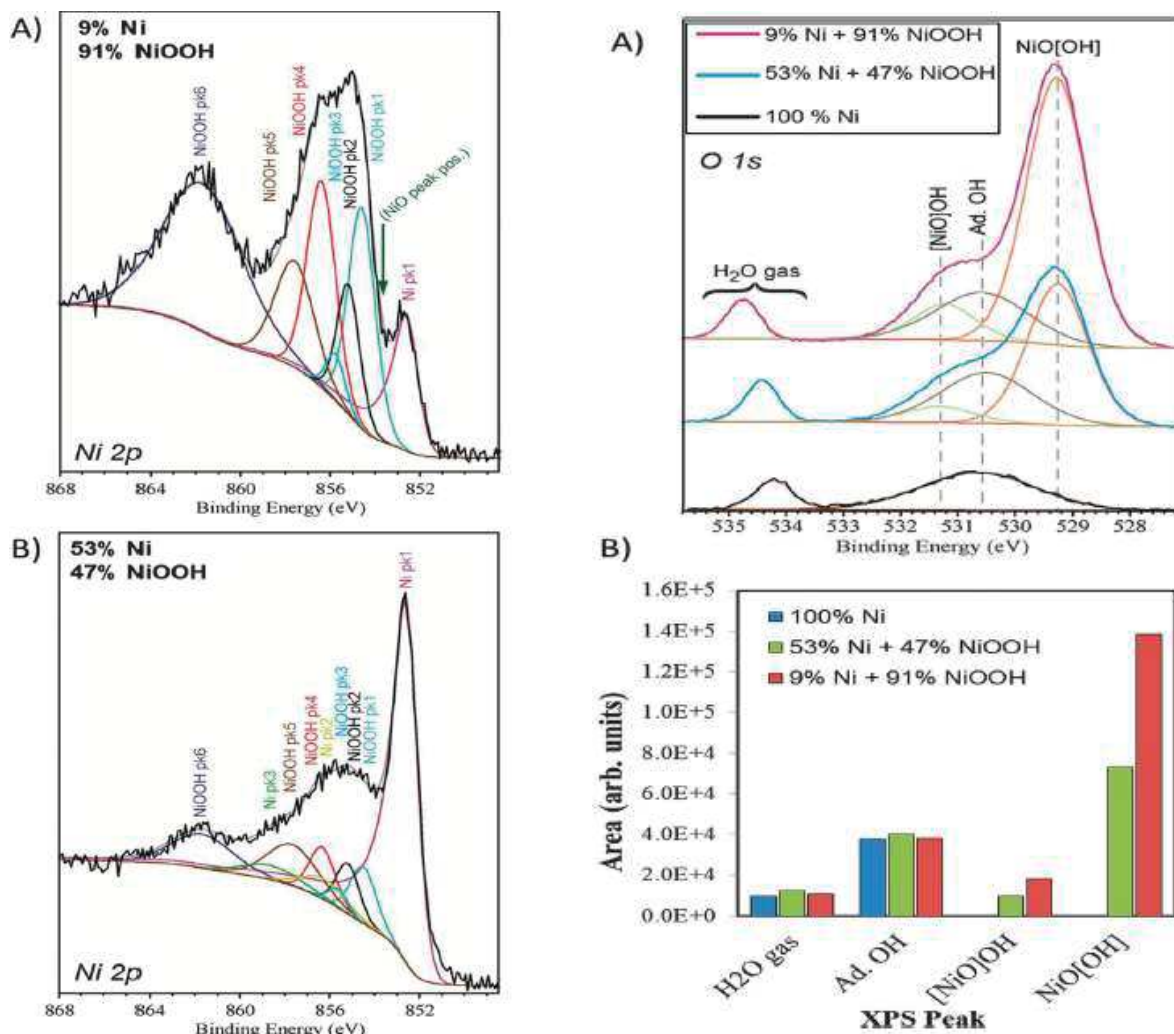 A)
9% Ni
91% NiOOH
NiOOH pk6
NiOOH pk5
NiOOH pk4
NiOOH pk3
NiOOH pk2
NiOOH pk1
(NiO peak pos.)
Ni pk1
Ni 2p
868 864 860 856 852
Binding Energy (eV)
B)
53% Ni
47% NiOOH
NiOOH pk6
Ni pk3
NiOOH pk5
NiOOH pk4
Ni pk2
NiOOH pk3
NiOOH pk2
NiOOH pk1
Ni pk1
Ni 2p
868 864 860 856 852
Binding Energy (eV)
A)
9% Ni + 91% NiOOH
53% Ni + 47% NiOOH
100 % Ni
NiO[OH]
O 1s
[NiO]OH
Ad. OH
H₂O gas
535 534 533 532 531 530 529 528
Binding Energy (eV)
B)
1.6E+5
1.4E+5
1.2E+5
1.0E+5
8.0E+4
6.0E+4
4.0E+4
2.0E+4
0.0E+0
Area (arb. units)
100% Ni
53% Ni + 47% NiOOH
9% Ni + 91% NiOOH
H2O gas
Ad. OH
[NiO]OH
NiO[OH]
XPS Peak